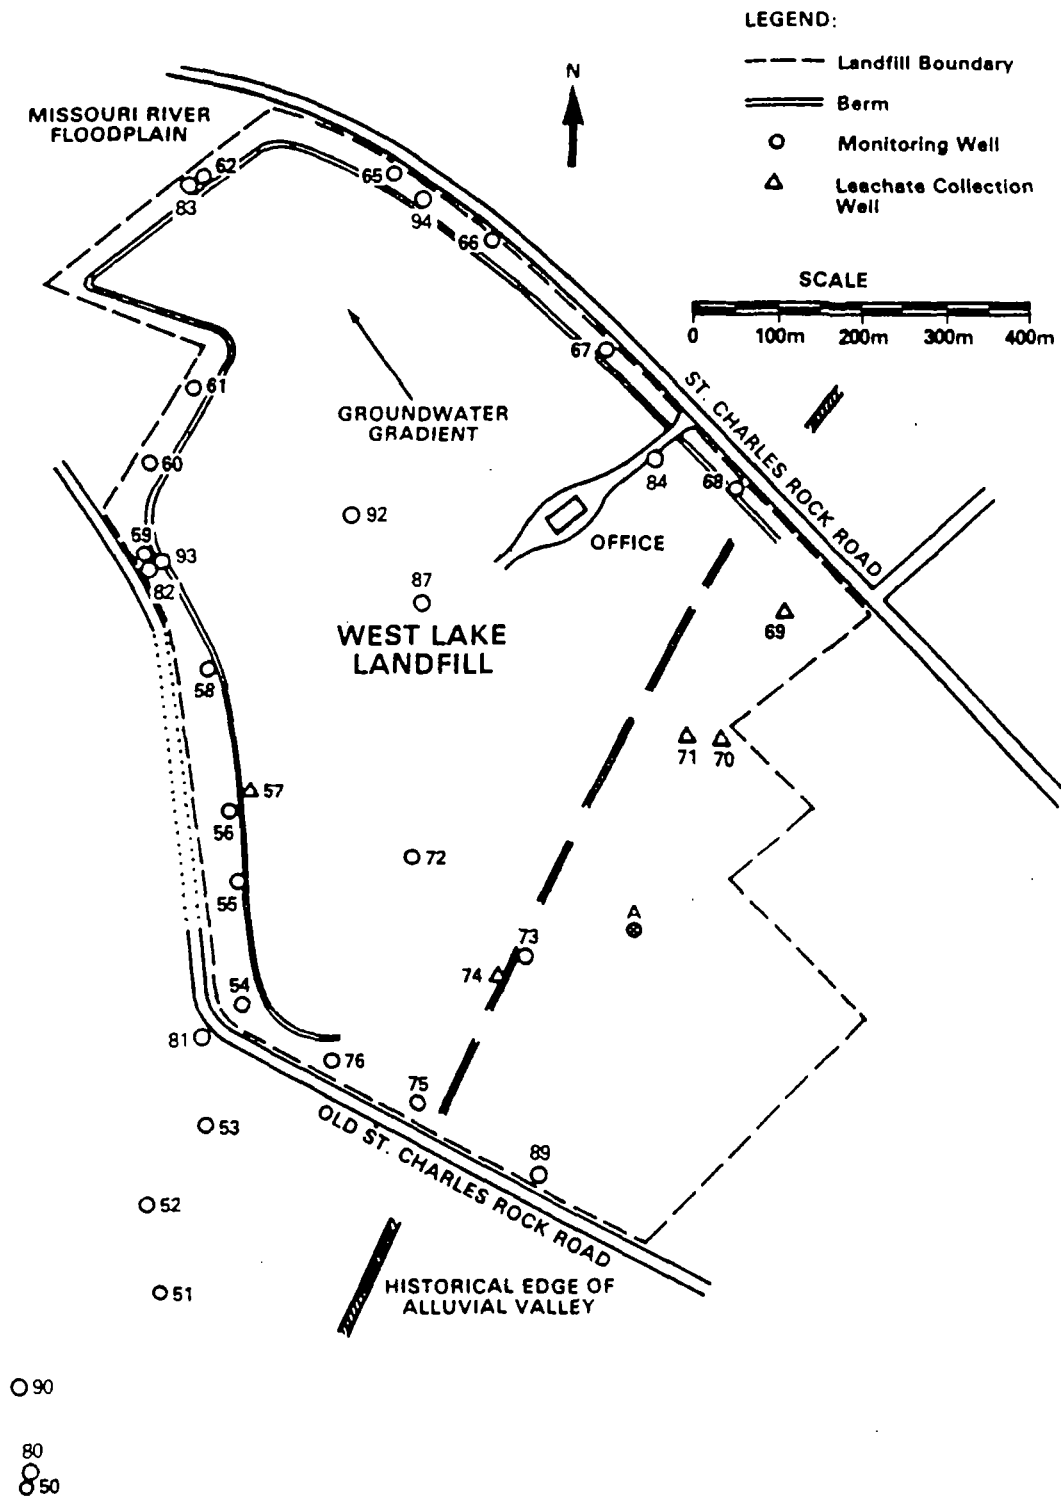 LEGEND:
Landfill Boundary
Berm
Monitoring Well
Leachate Collection
Well
N
MISSOURI RIVER
FLOODPLAIN
62
83
65
94
66
SCALE
0 100m 200m 300m 400m
67
ST. CHARLES ROCK ROAD
61
GROUNDWATER
GRADIENT
60
84
68
92
OFFICE
59
93
82
87
69
WEST LAKE
LANDFILL
58
71
70
57
56
72
55
A
73
74
54
81
76
75
53
OLD ST. CHARLES ROCK ROAD
89
52
51
HISTORICAL EDGE OF
ALLUVIAL VALLEY
90
80
50